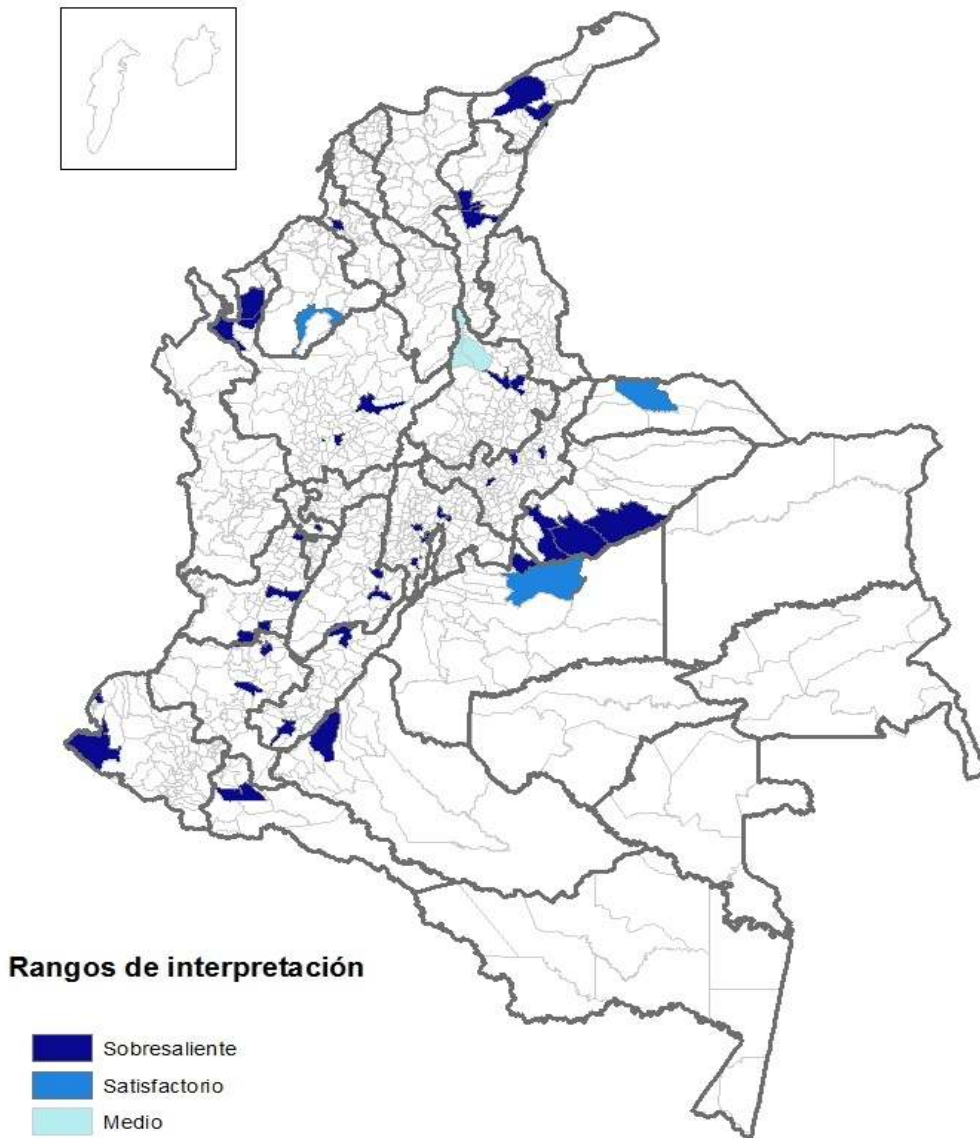 Rangos de interpretación
Sobresaliente
Satisfactorio
Medio